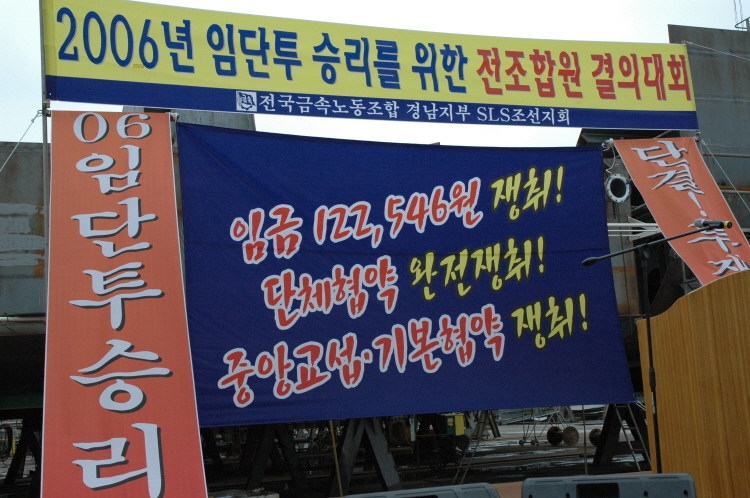 2006년 임단투 승리를 위한 전조합원 결의대회
전국금속노동조합 경남지부 SLS조선지회
06임단투승리
임금 122,546원 쟁취!
단체협약 완전쟁취!
중앙교섭·기본협약 쟁취!
단결!투쟁